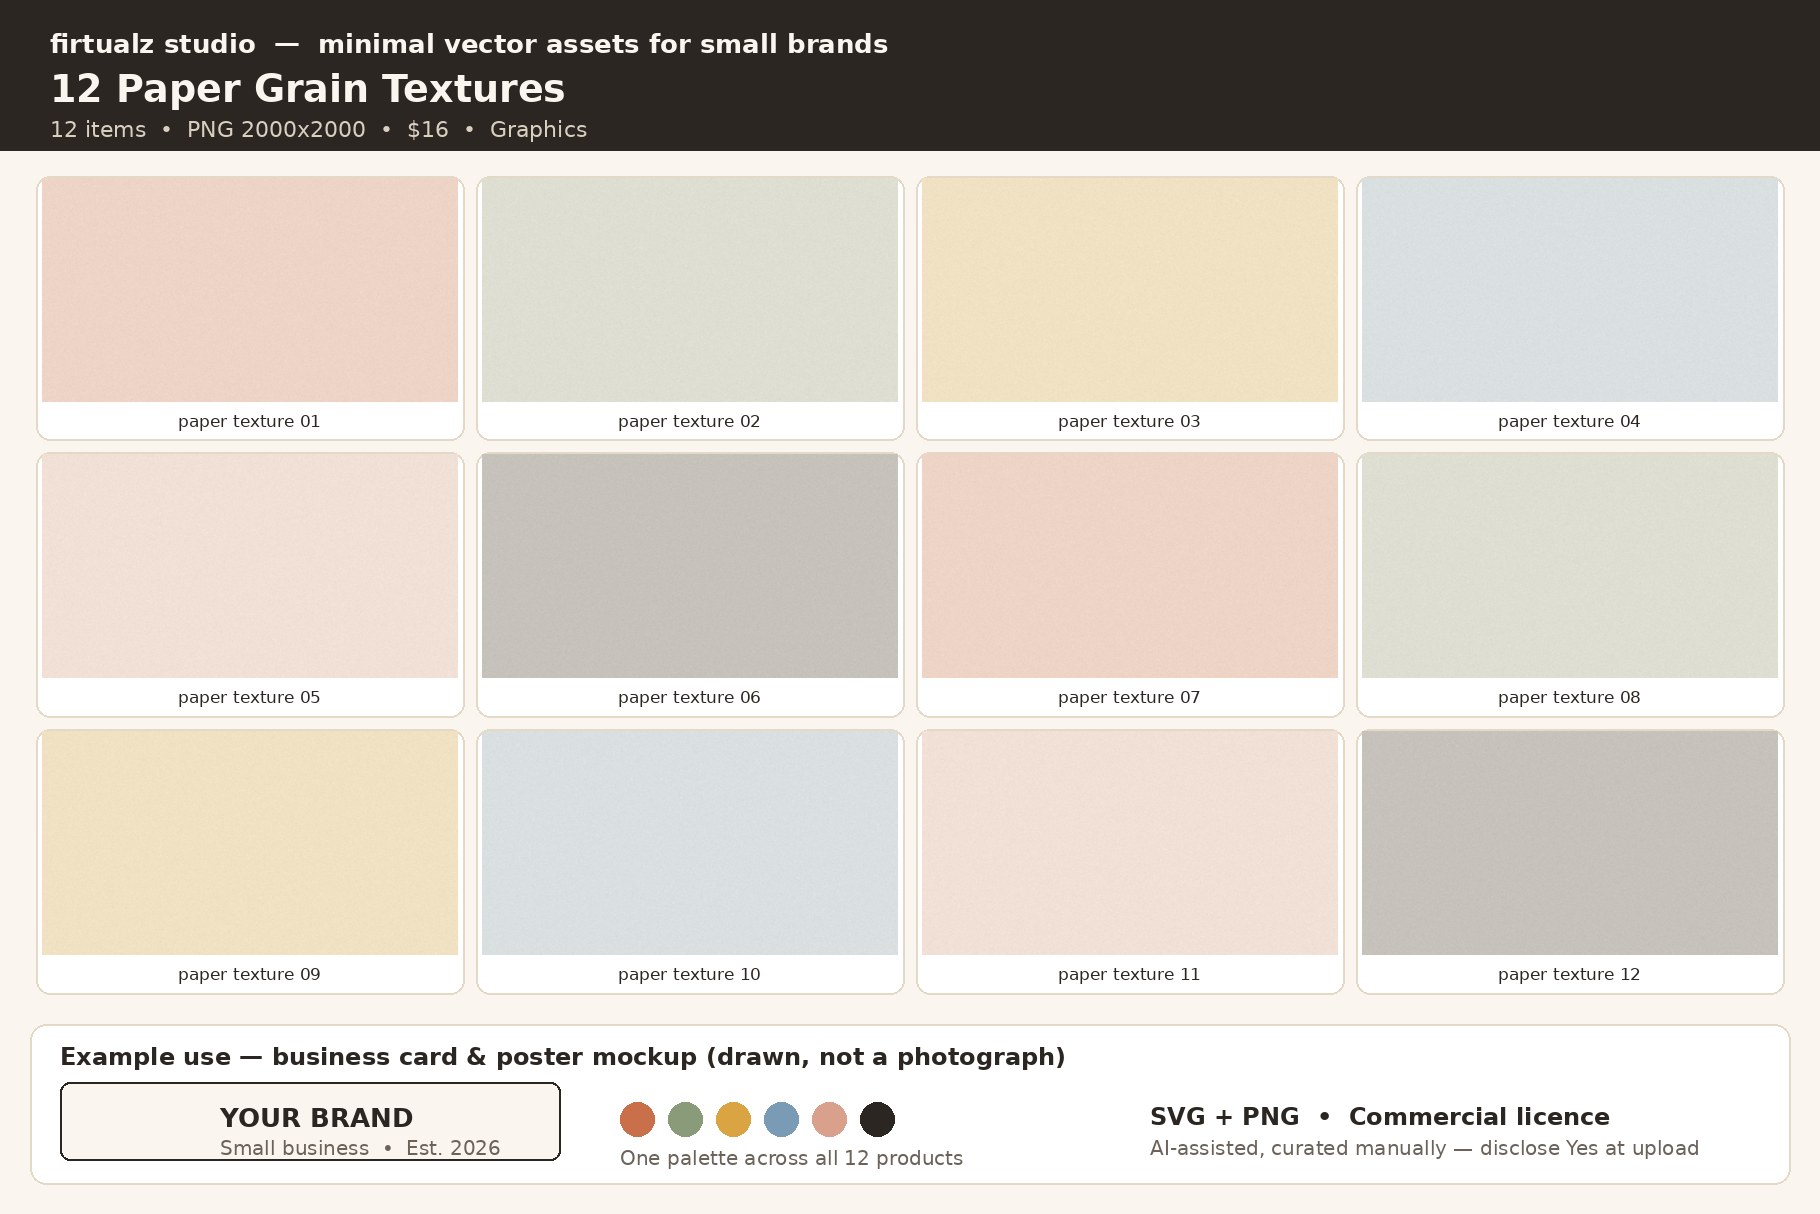 firtualz studio — minimal vector assets for small brands
12 Paper Grain Textures
12 items • PNG 2000x2000 • $16 • Graphics
paper texture 01
paper texture 02
paper texture 03
paper texture 04
paper texture 05
paper texture 06
paper texture 07
paper texture 08
paper texture 09
paper texture 10
paper texture 11
paper texture 12
Example use — business card & poster mockup (drawn, not a photograph)
YOUR BRAND
Small business • Est. 2026
One palette across all 12 products
SVG + PNG • Commercial licence
AI-assisted, curated manually — disclose Yes at upload